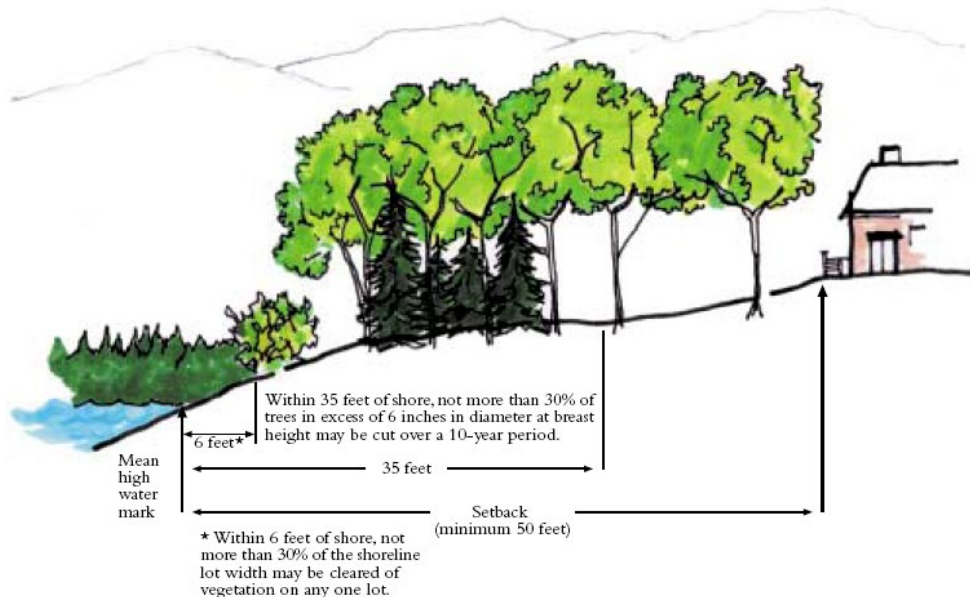 Within 35 feet of shore, not more than 30% of
trees in excess of 6 inches in diameter at breast
height may be cut over a 10-year period.
6 feet★
35 feet
Mean
high
water
mark
Setback
(minimum 50 feet)
★ Within 6 feet of shore, not
more than 30% of the shoreline
lot width may be cleared of
vegetation on any one lot.